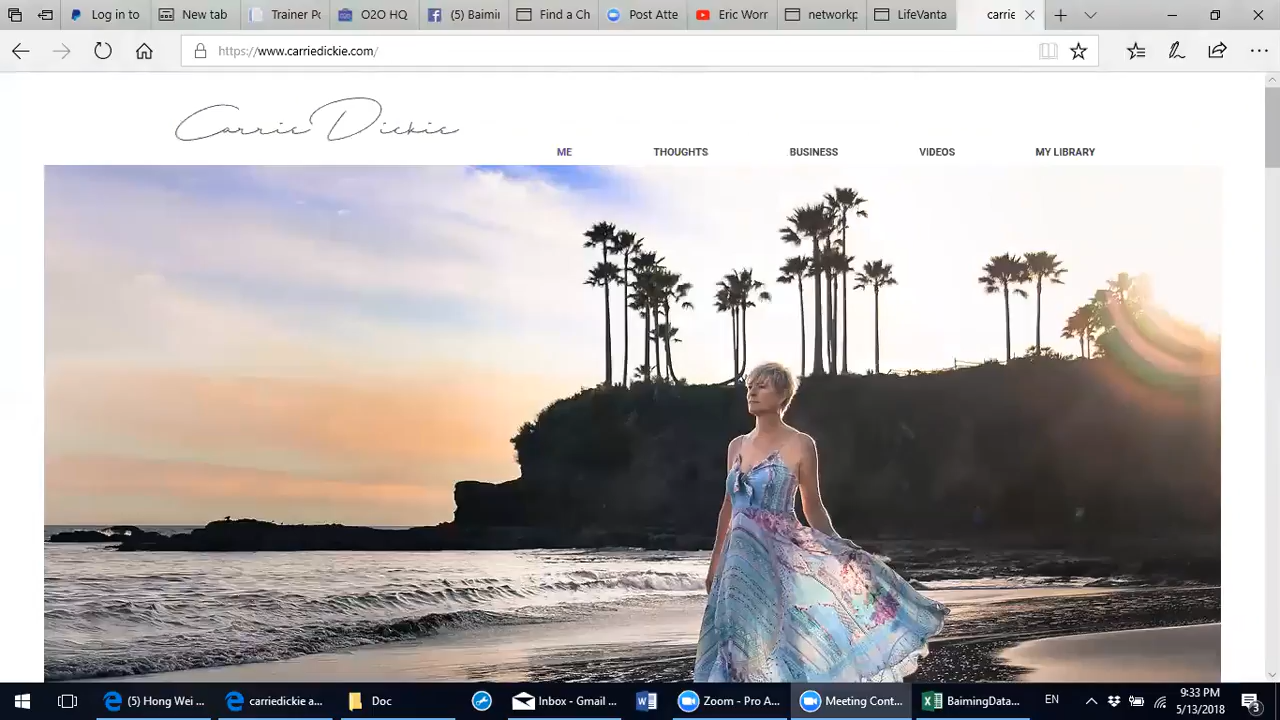 Log in to
New tab
Trainer Po
O2O HQ
(5) Baimin
Find a Ch
Post Atte
Eric Worr
networkp
LifeVanta
carrie
https://www.carriedickie.com/
Carrie Dickie
ME
THOUGHTS
BUSINESS
VIDEOS
MY LIBRARY
(5) Hong Wei ...
carriedickie a...
Doc
Inbox - Gmail ...
Zoom - Pro A...
Meeting Cont...
BaimingData...
EN
9:33 PM
5/13/2018
3